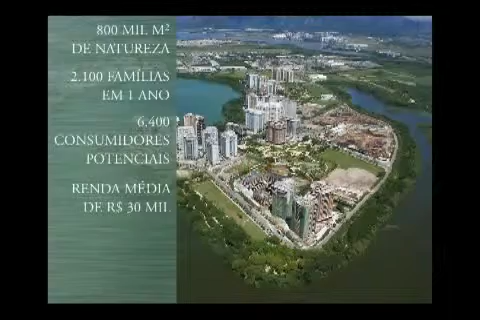 800 MIL M²
DE NATUREZA
2.100 FAMÍLIAS
EM 1 ANO
6.400
CONSUMIDORES
POTENCIAIS
RENDA MÉDIA
DE R$ 30 MIL